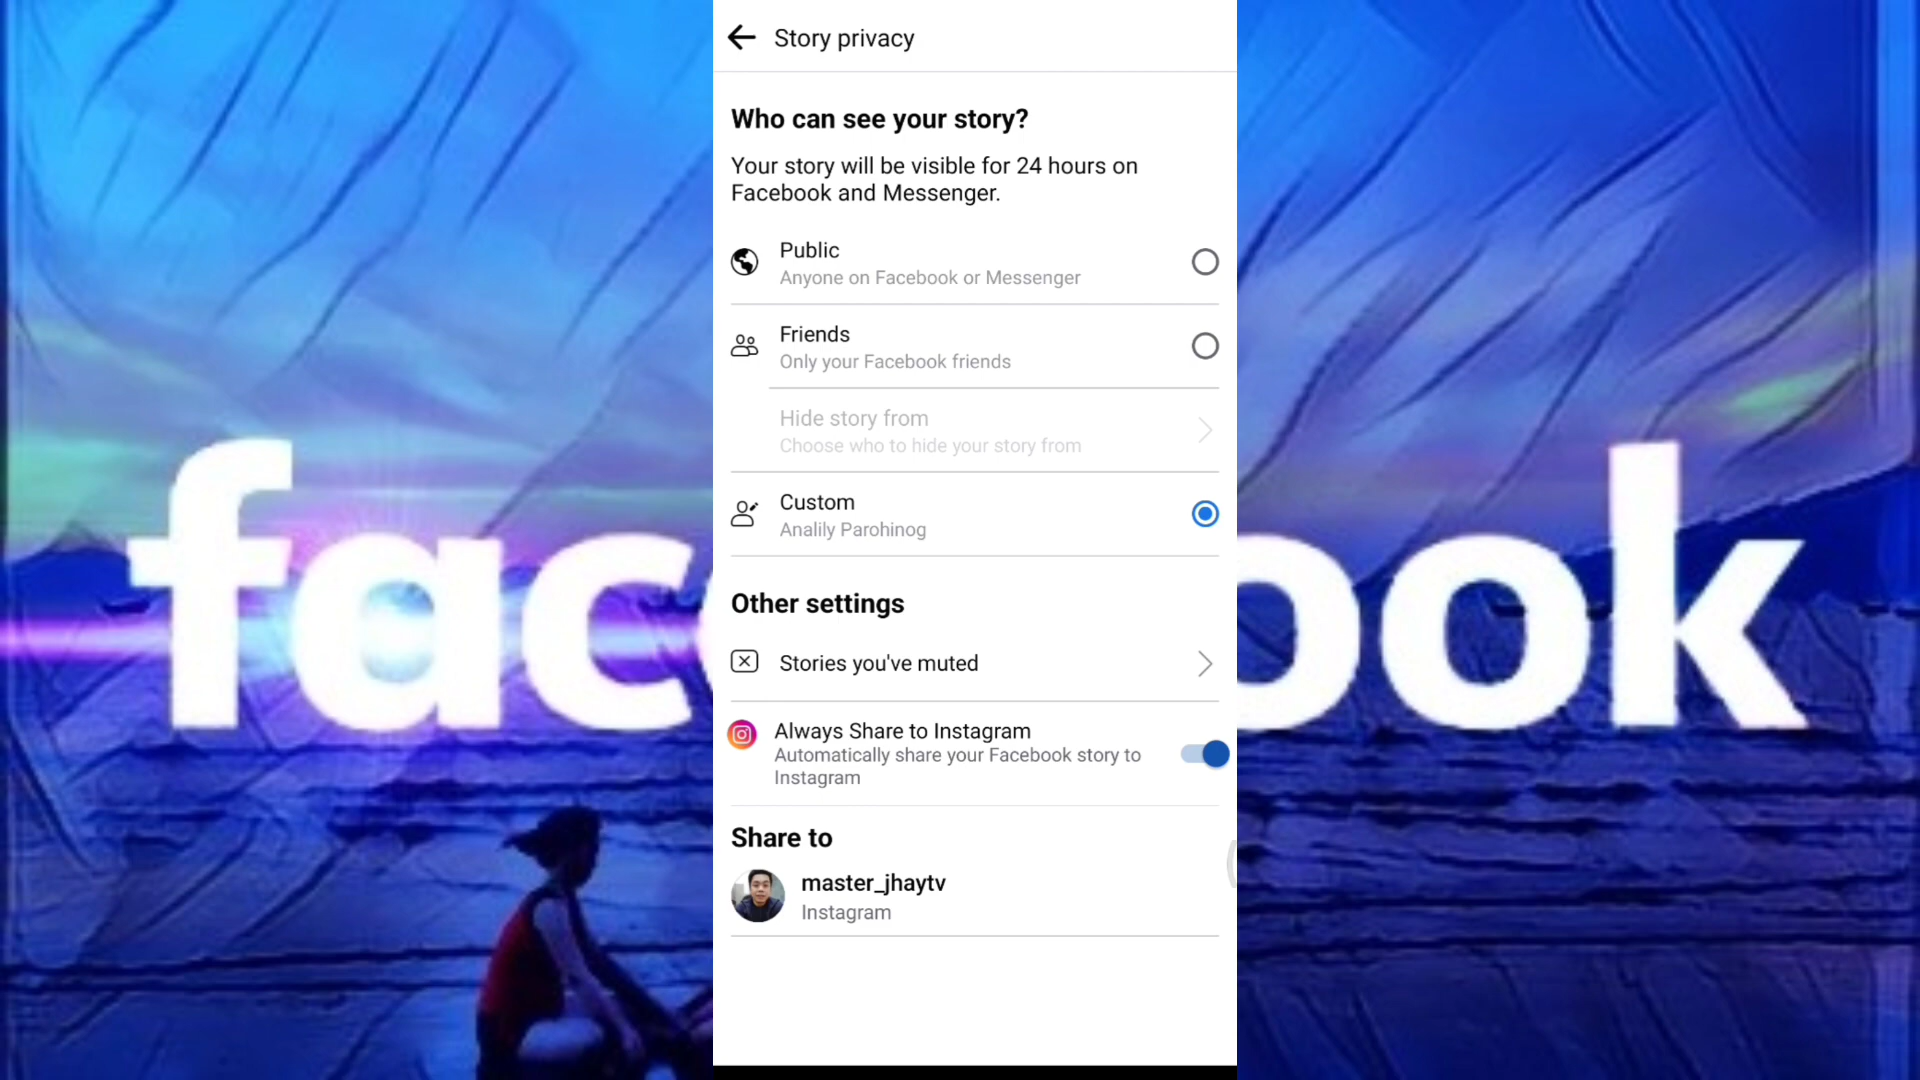 Story privacy
Who can see your story?
Your story will be visible for 24 hours on
Facebook and Messenger.
Public
Anyone on Facebook or Messenger
Friends
Only your Facebook friends
Hide story from
Choose who to hide your story from
Custom
Analily Parohinog
facebook
Other settings
Stories you've muted
Always Share to Instagram
Automatically share your Facebook story to
Instagram
Share to
master_jhaytv
Instagram